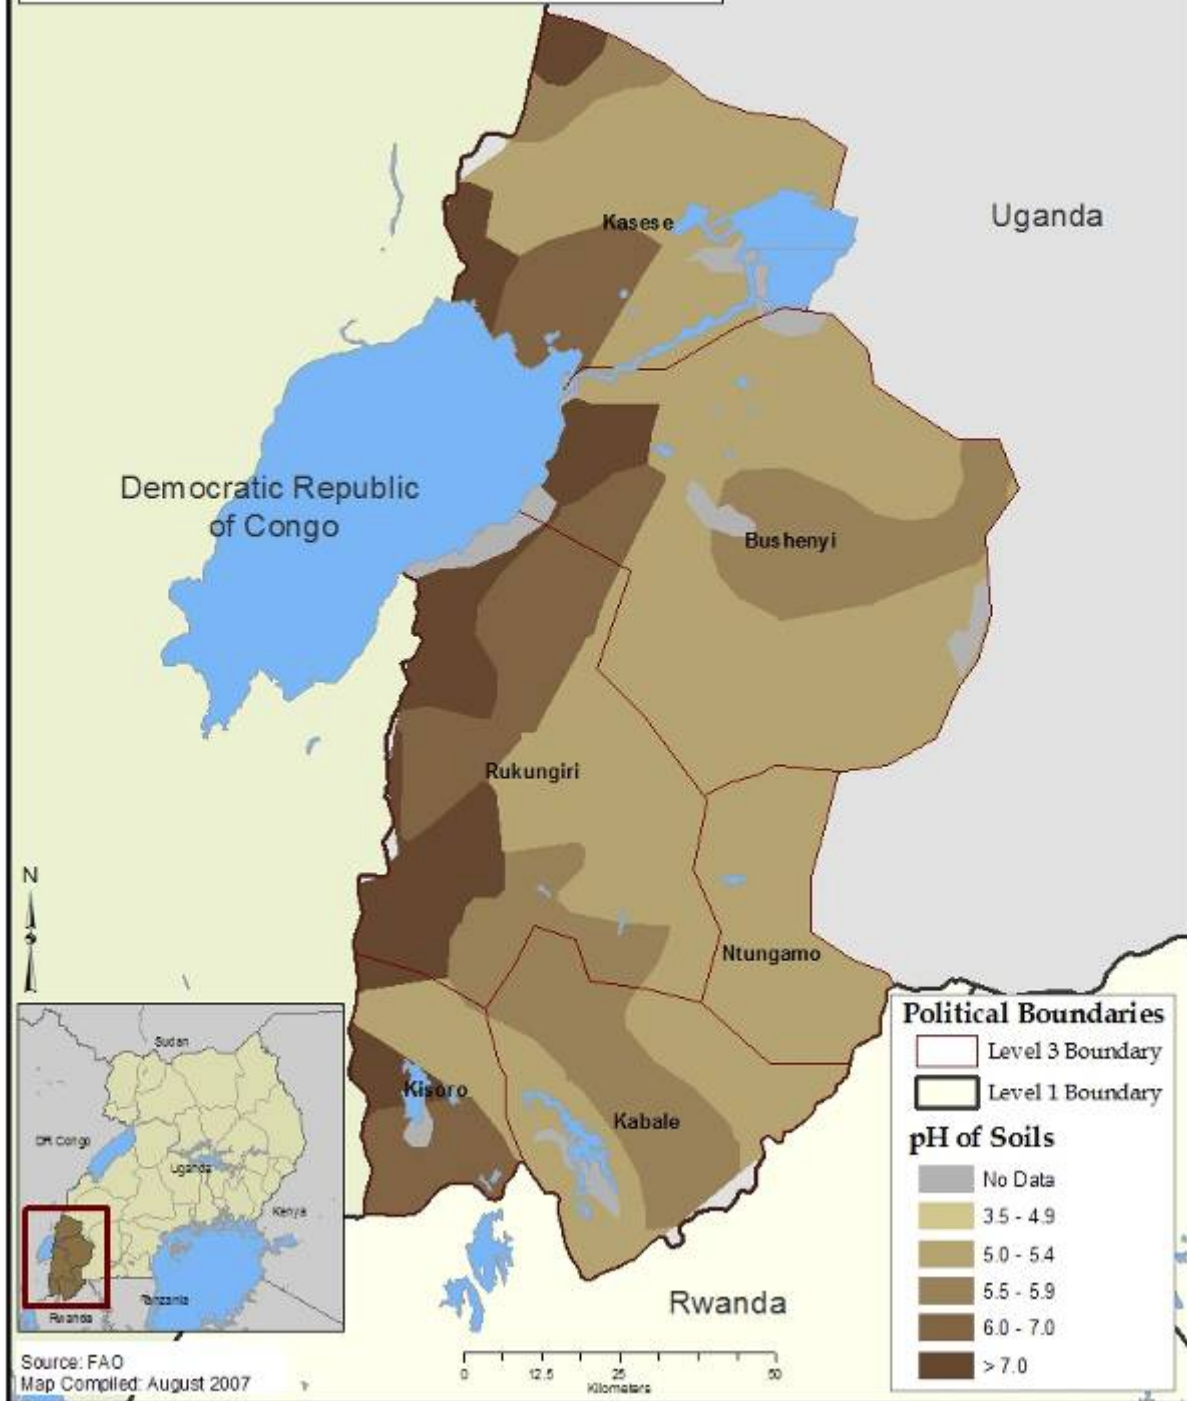 Kasese
Uganda
Democratic Republic
of Congo
Bushenyi
Rukungiri
N
Ntungamo
Kisoro
Kabale
Rwanda
Sudan
DR Congo
Uganda
Kenya
Tanzania
Rwanda
Political Boundaries
Level 3 Boundary
Level 1 Boundary
pH of Soils
No Data
3.5 - 4.9
5.0 - 5.4
5.5 - 5.9
6.0 - 7.0
> 7.0
Source: FAO
Map Compiled: August 2007
0 12.5 25 50
Kilometers